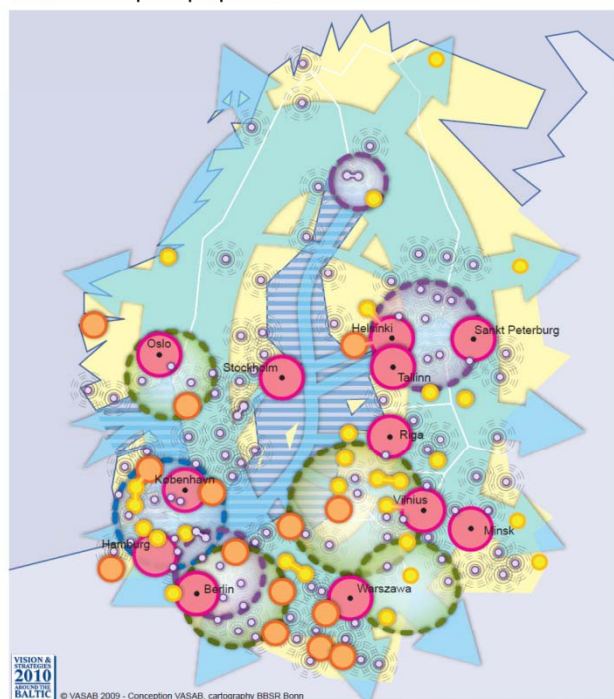 Oslo
Helsinki
Sankt Peterburg
Stockholm
Tallinn
Riga
København
Vilnius
Minsk
Hamburg
Berlin
Warszawa
VISION &
STRATEGIES
2010
AROUND THE
BALTIC
© VASAB 2009 - Conception VASAB, cartography BBSR Bonn